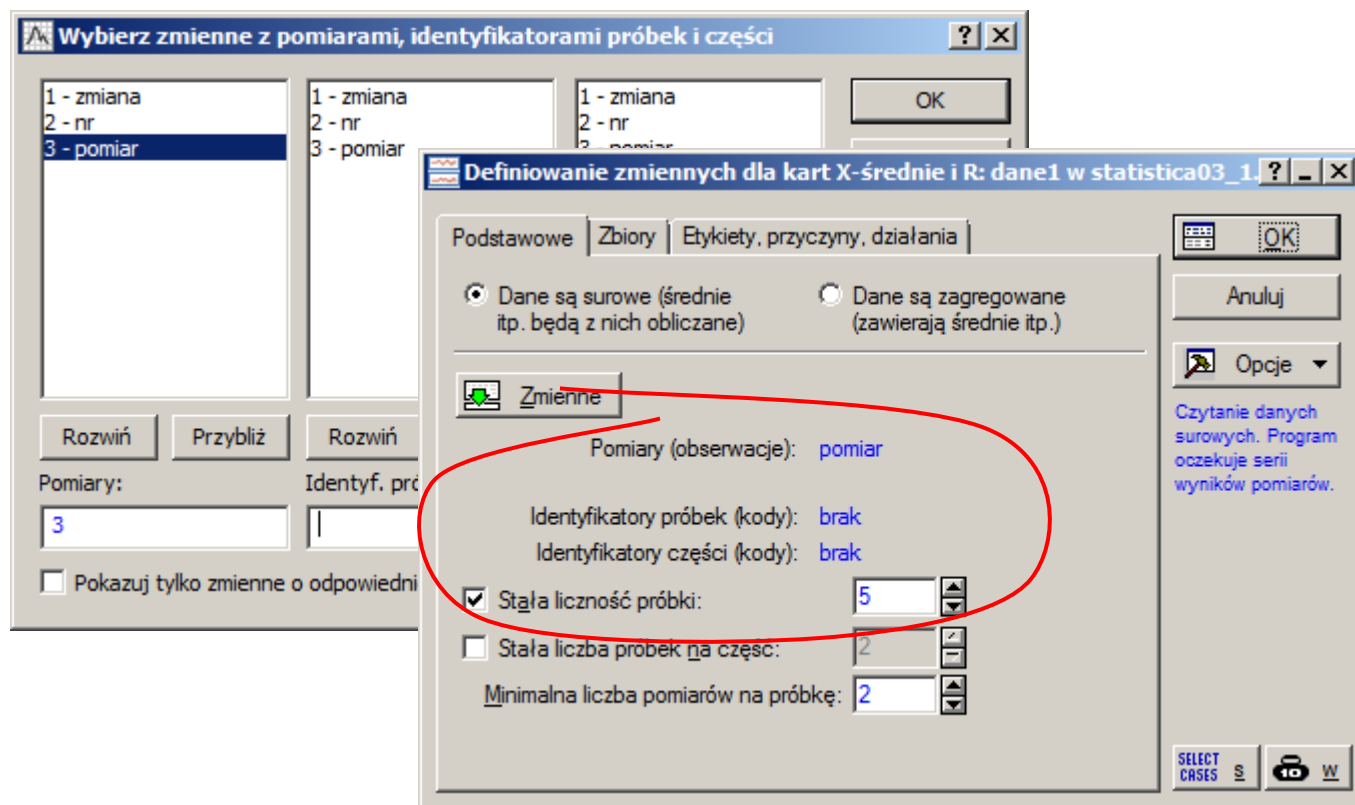 Wybierz zmienne z pomiarami, identyfikatorami próbek i części
1 - zmiana
2 - nr
3 - pomiar
1 - zmiana
2 - nr
3 - pomiar
1 - zmiana
2 - nr
3 - pomiar
OK
Rozwiń
Przybliż
Rozwiń
Pomiary:
Identyf.
3
Pokazuj tylko zmienne o
Definiowanie zmiennych dla kart X-średnie i R: dane1 w statistica03_1.
Podstawowe
Zbiory
Etykiety, przyczyny, działania
Dane są surowe (średnie
itp. będą z nich obliczane)
Dane są zagregowane
(zawierają średnie itp.)
Zmienne
Pomiary (obserwacje): pomiar
Identyfikatory próbek (kody): brak
Identyfikatory części (kody): brak
Stała liczność próbki: 5
Stała liczba próbek na część: 2
Minimalna liczba pomiarów na próbkę: 2
OK
Anuluj
Opcje
Czytanie danych
surowych. Program
oczekuje serii
wyników pomiarów.
SELECT
CASES S
W